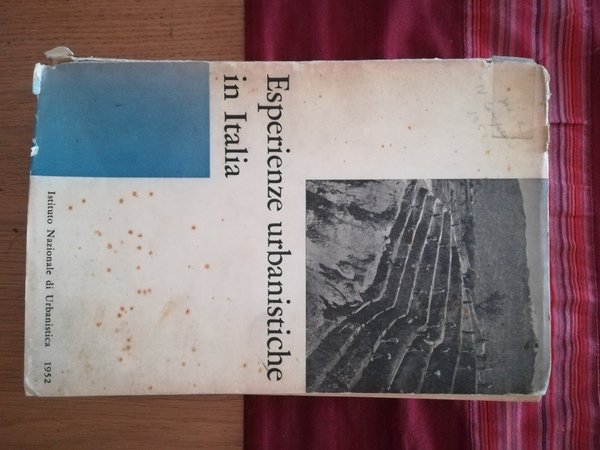 Esperienze urbanistiche
in Italia
Istituto Nazionale di Urbanistica 1952